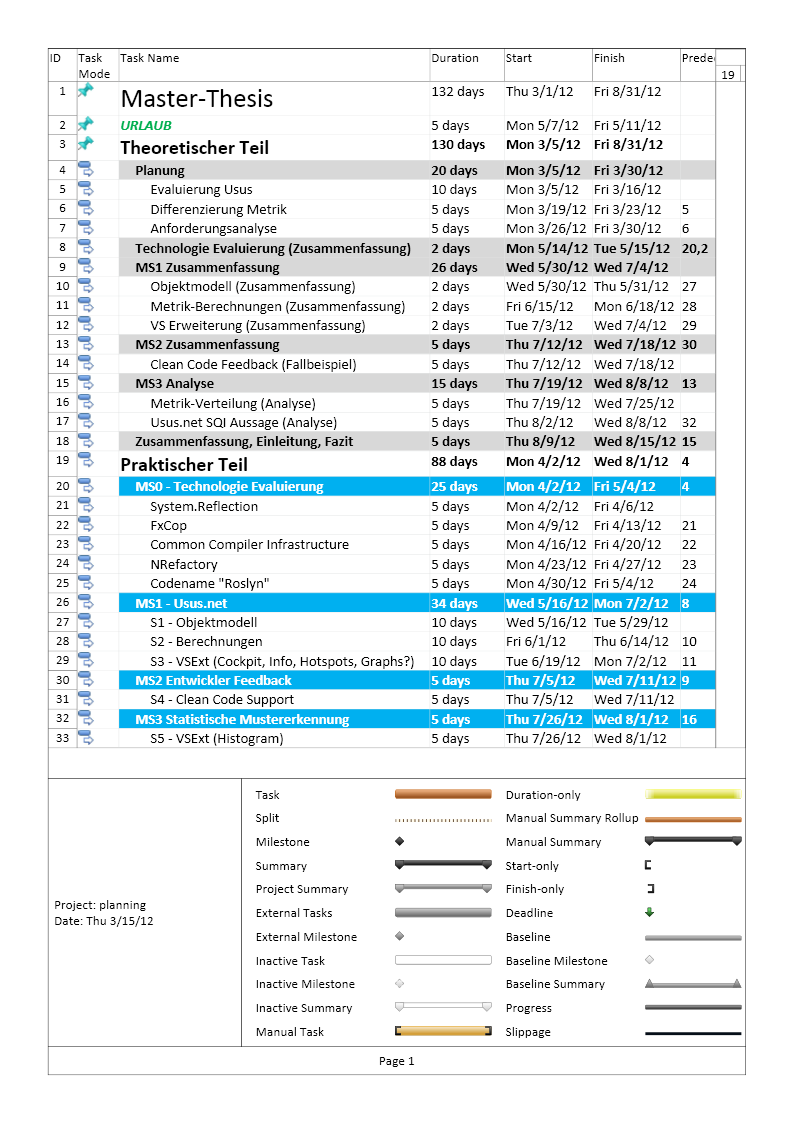 ID Task Mode Task Name Duration Start Finish Prede
19
1 Master-Thesis 132 days Thu 3/1/12 Fri 8/31/12
2 URLAUB 5 days Mon 5/7/12 Fri 5/11/12
3 Theoretischer Teil 130 days Mon 3/5/12 Fri 8/31/12
4 Planung 20 days Mon 3/5/12 Fri 3/30/12
5 Evaluierung Usus 10 days Mon 3/5/12 Fri 3/16/12
6 Differenzierung Metrik 5 days Mon 3/19/12 Fri 3/23/12 5
7 Anforderungsanalyse 5 days Mon 3/26/12 Fri 3/30/12 6
8 Technologie Evaluierung (Zusammenfassung) 2 days Mon 5/14/12 Tue 5/15/12 20,2
9 MS1 Zusammenfassung 26 days Wed 5/30/12 Wed 7/4/12
10 Objektmodell (Zusammenfassung) 2 days Wed 5/30/12 Thu 5/31/12 27
11 Metrik-Berechnungen (Zusammenfassung) 2 days Fri 6/15/12 Mon 6/18/12 28
12 VS Erweiterung (Zusammenfassung) 2 days Tue 7/3/12 Wed 7/4/12 29
13 MS2 Zusammenfassung 5 days Thu 7/12/12 Wed 7/18/12 30
14 Clean Code Feedback (Fallbeispiel) 5 days Thu 7/12/12 Wed 7/18/12
15 MS3 Analyse 15 days Thu 7/19/12 Wed 8/8/12 13
16 Metrik-Verteilung (Analyse) 5 days Thu 7/19/12 Wed 7/25/12
17 Usus.net SQI Aussage (Analyse) 5 days Thu 8/2/12 Wed 8/8/12 32
18 Zusammenfassung, Einleitung, Fazit 5 days Thu 8/9/12 Wed 8/15/12 15
19 Praktischer Teil 88 days Mon 4/2/12 Wed 8/1/12 4
20 MS0 - Technologie Evaluierung 25 days Mon 4/2/12 Fri 5/4/12 4
21 System.Reflection 5 days Mon 4/2/12 Fri 4/6/12
22 FxCop 5 days Mon 4/9/12 Fri 4/13/12 21
23 Common Compiler Infrastructure 5 days Mon 4/16/12 Fri 4/20/12 22
24 NRefactory 5 days Mon 4/23/12 Fri 4/27/12 23
25 Codename "Roslyn" 5 days Mon 4/30/12 Fri 5/4/12 24
26 MS1 - Usus.net 34 days Wed 5/16/12 Mon 7/2/12 8
27 S1 - Objektmodell 10 days Wed 5/16/12 Tue 5/29/12
28 S2 - Berechnungen 10 days Fri 6/1/12 Thu 6/14/12 10
29 S3 - VSExt (Cockpit, Info, Hotspots, Graphs?) 10 days Tue 6/19/12 Mon 7/2/12 11
30 MS2 Entwickler Feedback 5 days Thu 7/5/12 Wed 7/11/12 9
31 S4 - Clean Code Support 5 days Thu 7/5/12 Wed 7/11/12
32 MS3 Statistische Mustererkennung 5 days Thu 7/26/12 Wed 8/1/12 16
33 S5 - VSExt (Histogram) 5 days Thu 7/26/12 Wed 8/1/12
Project: planning
Date: Thu 3/15/12
Task Duration-only
Split Manual Summary Rollup
Milestone Manual Summary
Summary Start-only
Project Summary Finish-only
External Tasks Deadline
External Milestone Baseline
Inactive Task Baseline Milestone
Inactive Milestone Baseline Summary
Inactive Summary Progress
Manual Task Slippage
Page 1